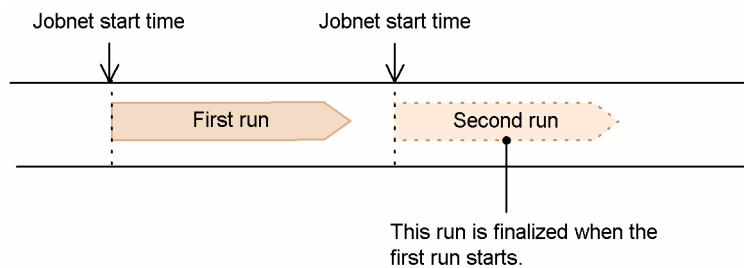 Jobnet start time
Jobnet start time
First run
Second run
This run is finalized when the
first run starts.